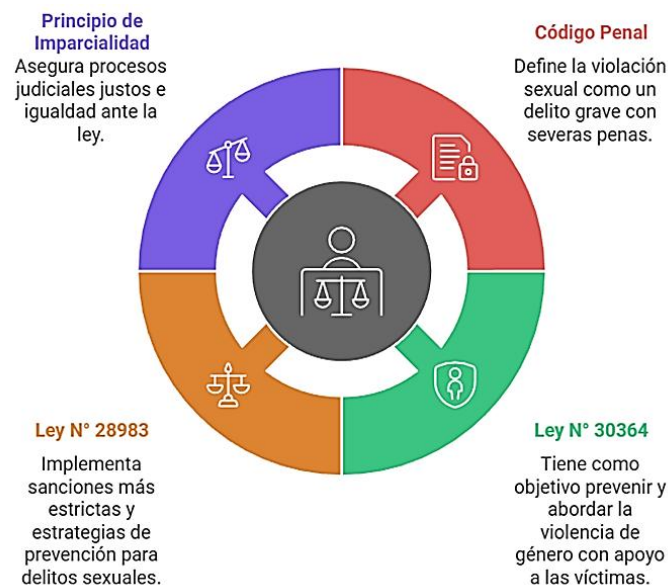 Principio de
Imparcialidad
Asegura procesos
judiciales justos e
igualdad ante la
ley.
Código Penal
Define la violación
sexual como un
delito grave con
severas penas.
Ley N° 28983
Implementa
sanciones más
estrictas y
estrategias de
prevención para
delitos sexuales.
Ley N° 30364
Tiene como
objetivo prevenir y
abordar la
violencia de
género con apoyo
a las víctimas.